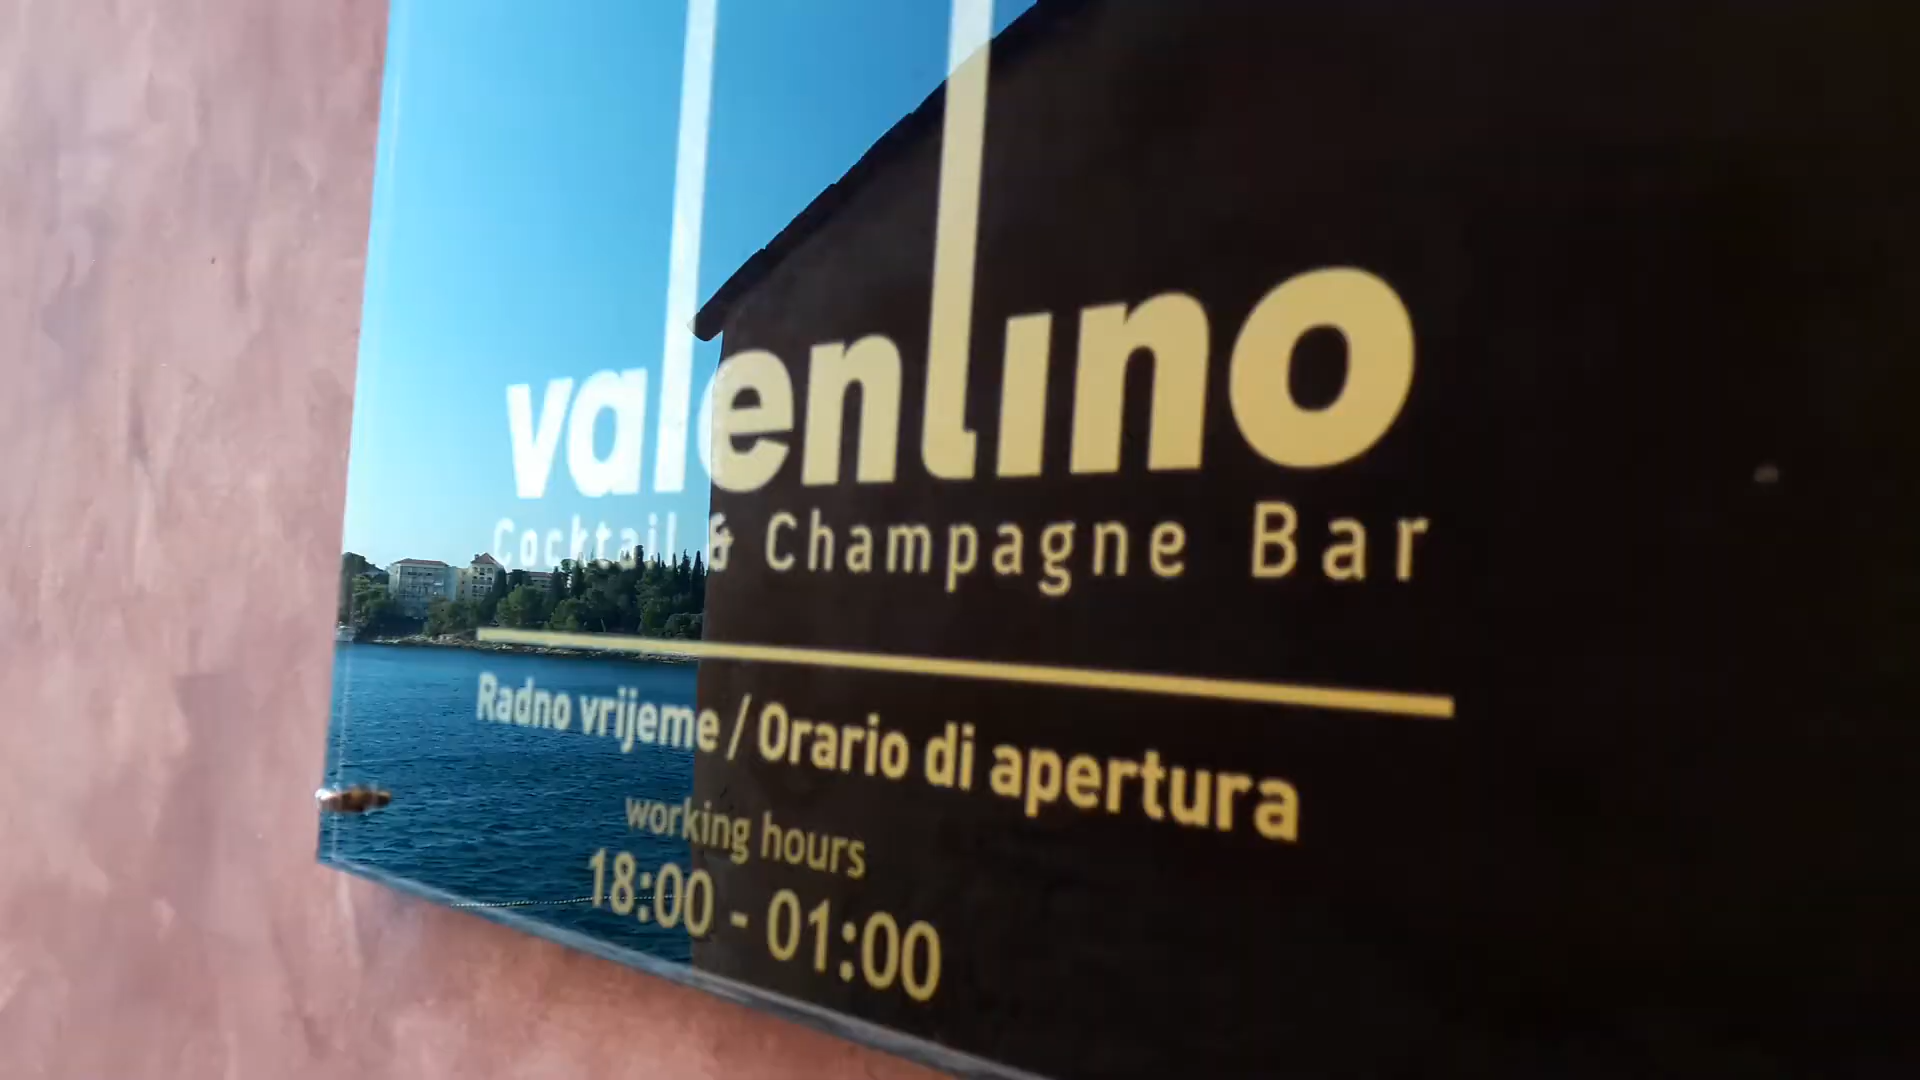 valentino
Cocktail & Champagne Bar
Radno vrijeme / Orario di apertura
working hours
18:00 - 01:00